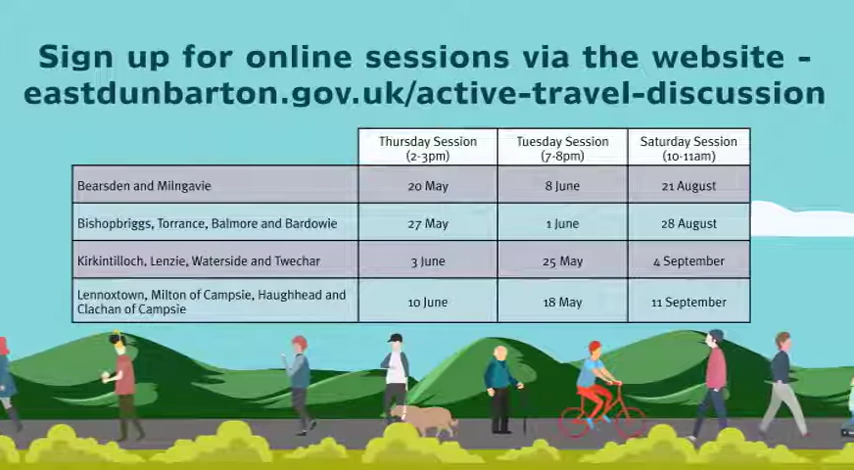 Sign up for online sessions via the website -
eastdunbarton.gov.uk/active-travel-discussion
Thursday Session Tuesday Session Saturday Session
(2-3pm) (7-8pm) (10-11am)
Bearsden and Milngavie 20 May 8 June 21 August
Bishopbriggs, Torrance, Balmore and Bardowie 27 May 1 June 28 August
Kirkintilloch, Lenzie, Waterside and Twechar 3 June 25 May 4 September
Lennoxtown, Milton of Campsie, Haughhead and
Clachan of Campsie 10 June 18 May 11 September